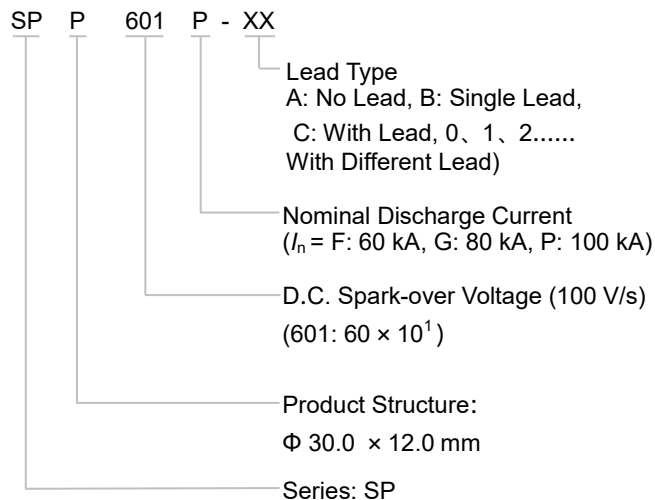 SP P 601 P - XX
Lead Type
A: No Lead, B: Single Lead,
C: With Lead, 0、1、2......
With Different Lead)
Nominal Discharge Current
(Iₙ = F: 60 kA, G: 80 kA, P: 100 kA)
D.C. Spark-over Voltage (100 V/s)
(601: 60 × 10¹)
Product Structure:
Φ 30.0 × 12.0 mm
Series: SP